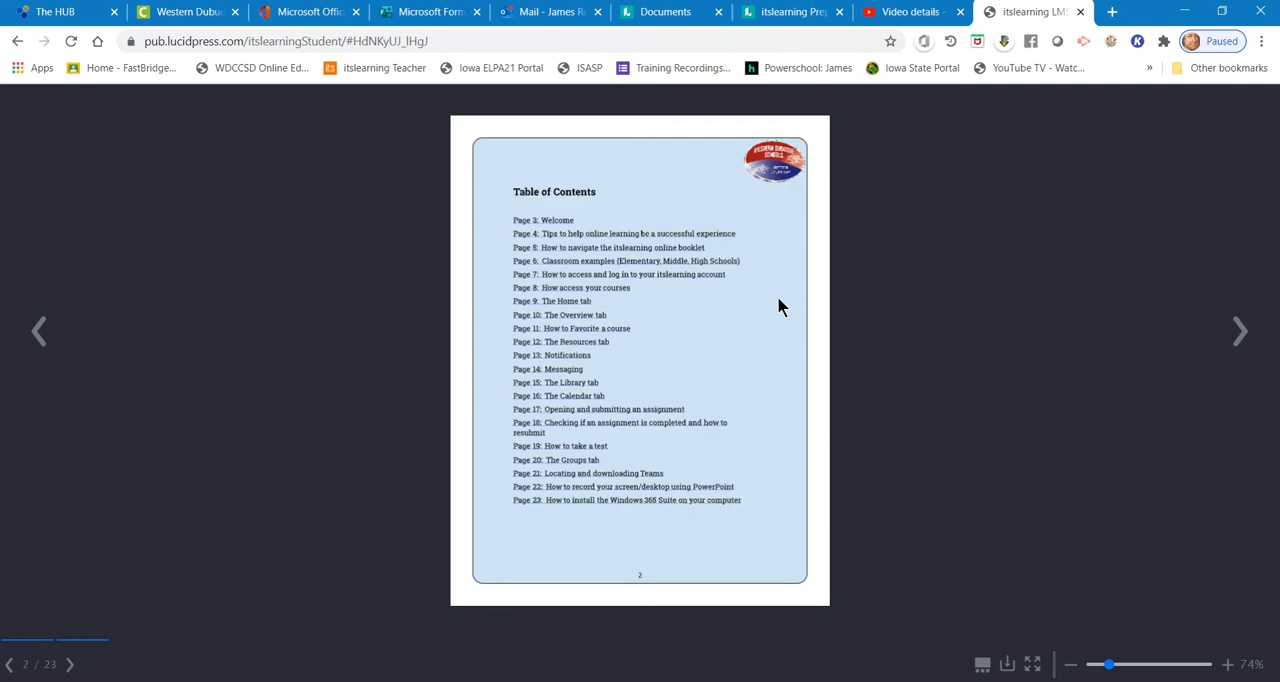 The HUB
Western Dubu
Microsoft Offi
Microsoft Form
Mail - James R
Documents
itslearning Prep
Video details -
itslearning LMS
pub.lucidpress.com/itslearningStudent/#HdNKyUJ_lHgJ
Paused
Apps
Home - FastBridge...
WDCCSD Online Ed...
itslearning Teacher
Iowa ELPA21 Portal
ISASP
Training Recordings...
Powerschool: James
Iowa State Portal
YouTube TV - Watc...
»
Other bookmarks
WESTERN DUBUQUE
SCHOOLS
Table of Contents
Page 3: Welcome
Page 4: Tips to help online learning be a successful experience
Page 5: How to navigate the itslearning online booklet
Page 6: Classroom examples (Elementary, Middle, High Schools)
Page 7: How to access and log in to your itslearning account
Page 8: How access your courses
Page 9: The Home tab
Page 10: The Overview tab
Page 11: How to Favorite a course
Page 12: The Resources tab
Page 13: Notifications
Page 14: Messaging
Page 15: The Library tab
Page 16: The Calendar tab
Page 17: Opening and submitting an assignment
Page 18: Checking if an assignment is completed and how to
resubmit
Page 19: How to take a test
Page 20: The Groups tab
Page 21: Locating and downloading Teams
Page 22: How to record your screen/desktop using PowerPoint
Page 23: How to install the Windows 365 Suite on your computer
2
2 / 23
74%